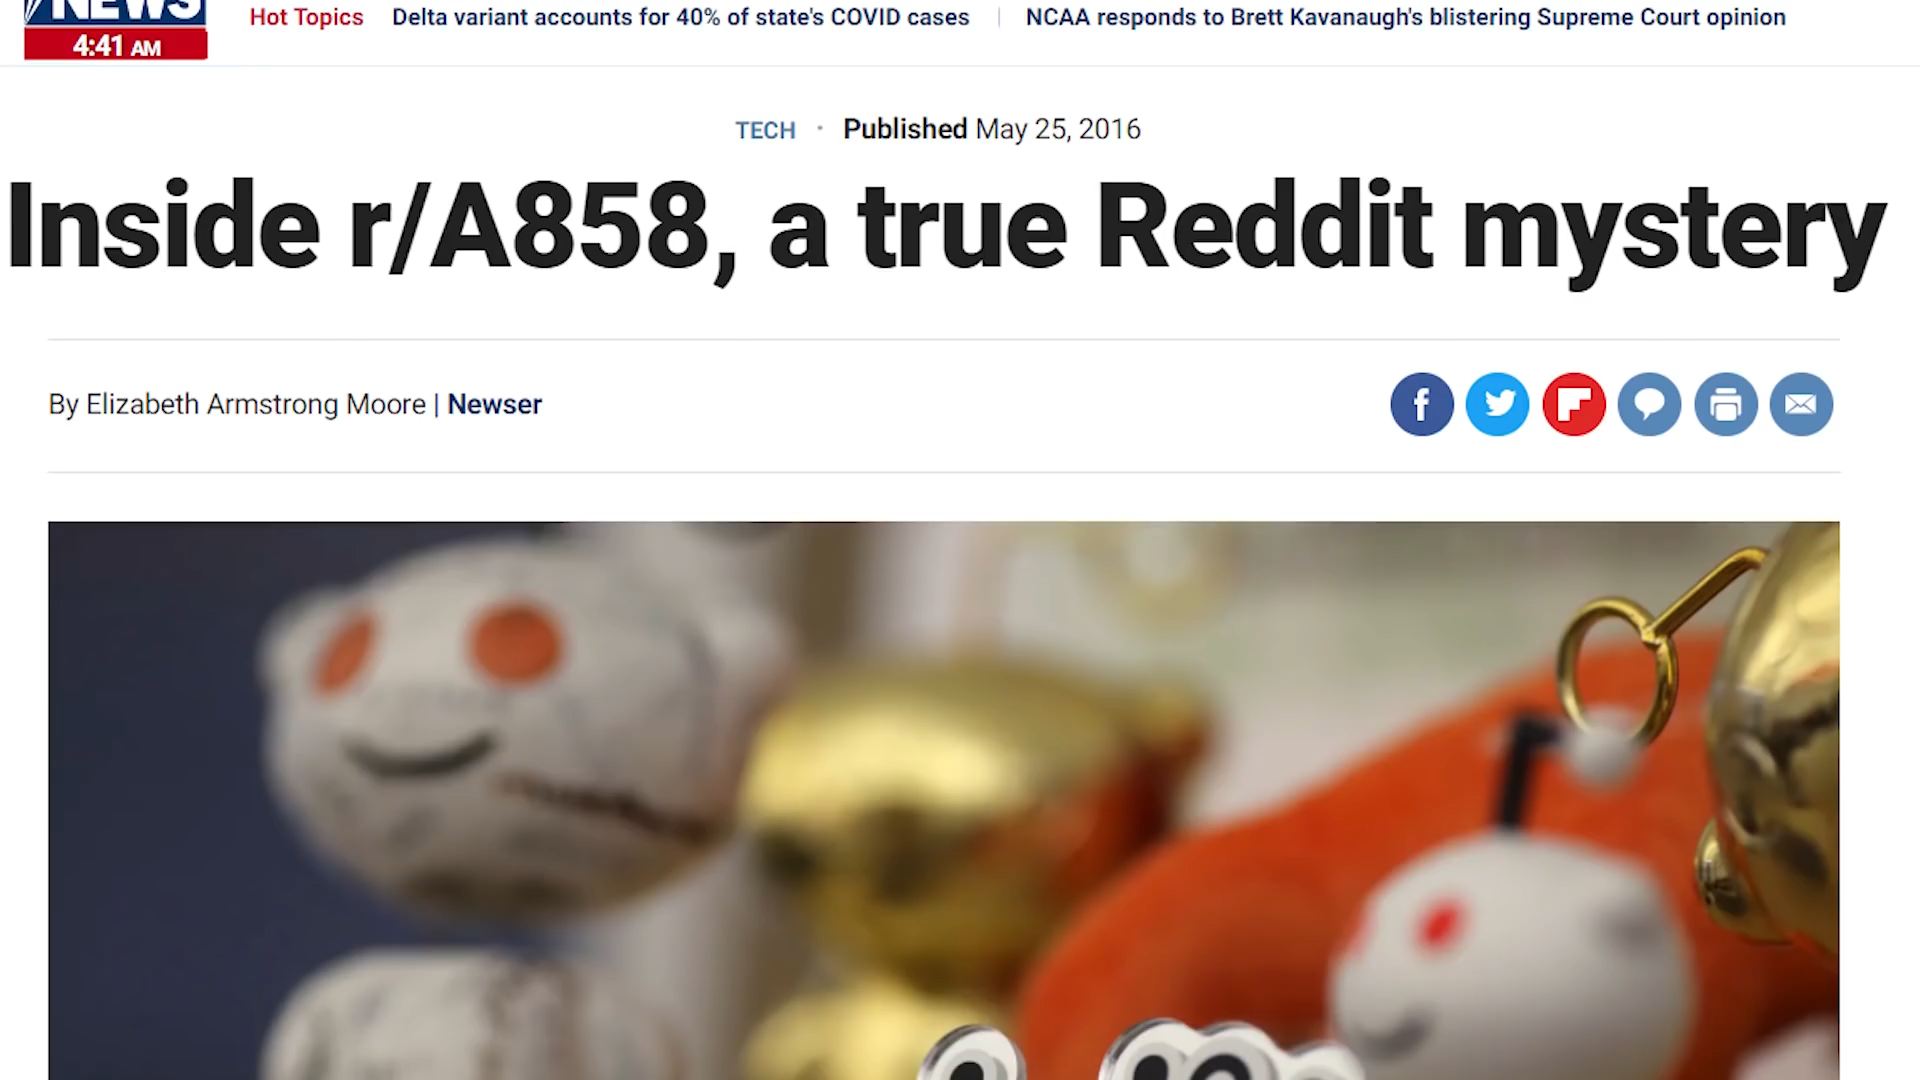 NEWS
4:41 AM
Hot Topics Delta variant accounts for 40% of state's COVID cases NCAA responds to Brett Kavanaugh's blistering Supreme Court opinion
TECH · Published May 25, 2016
Inside r/A858, a true Reddit mystery
By Elizabeth Armstrong Moore | Newser